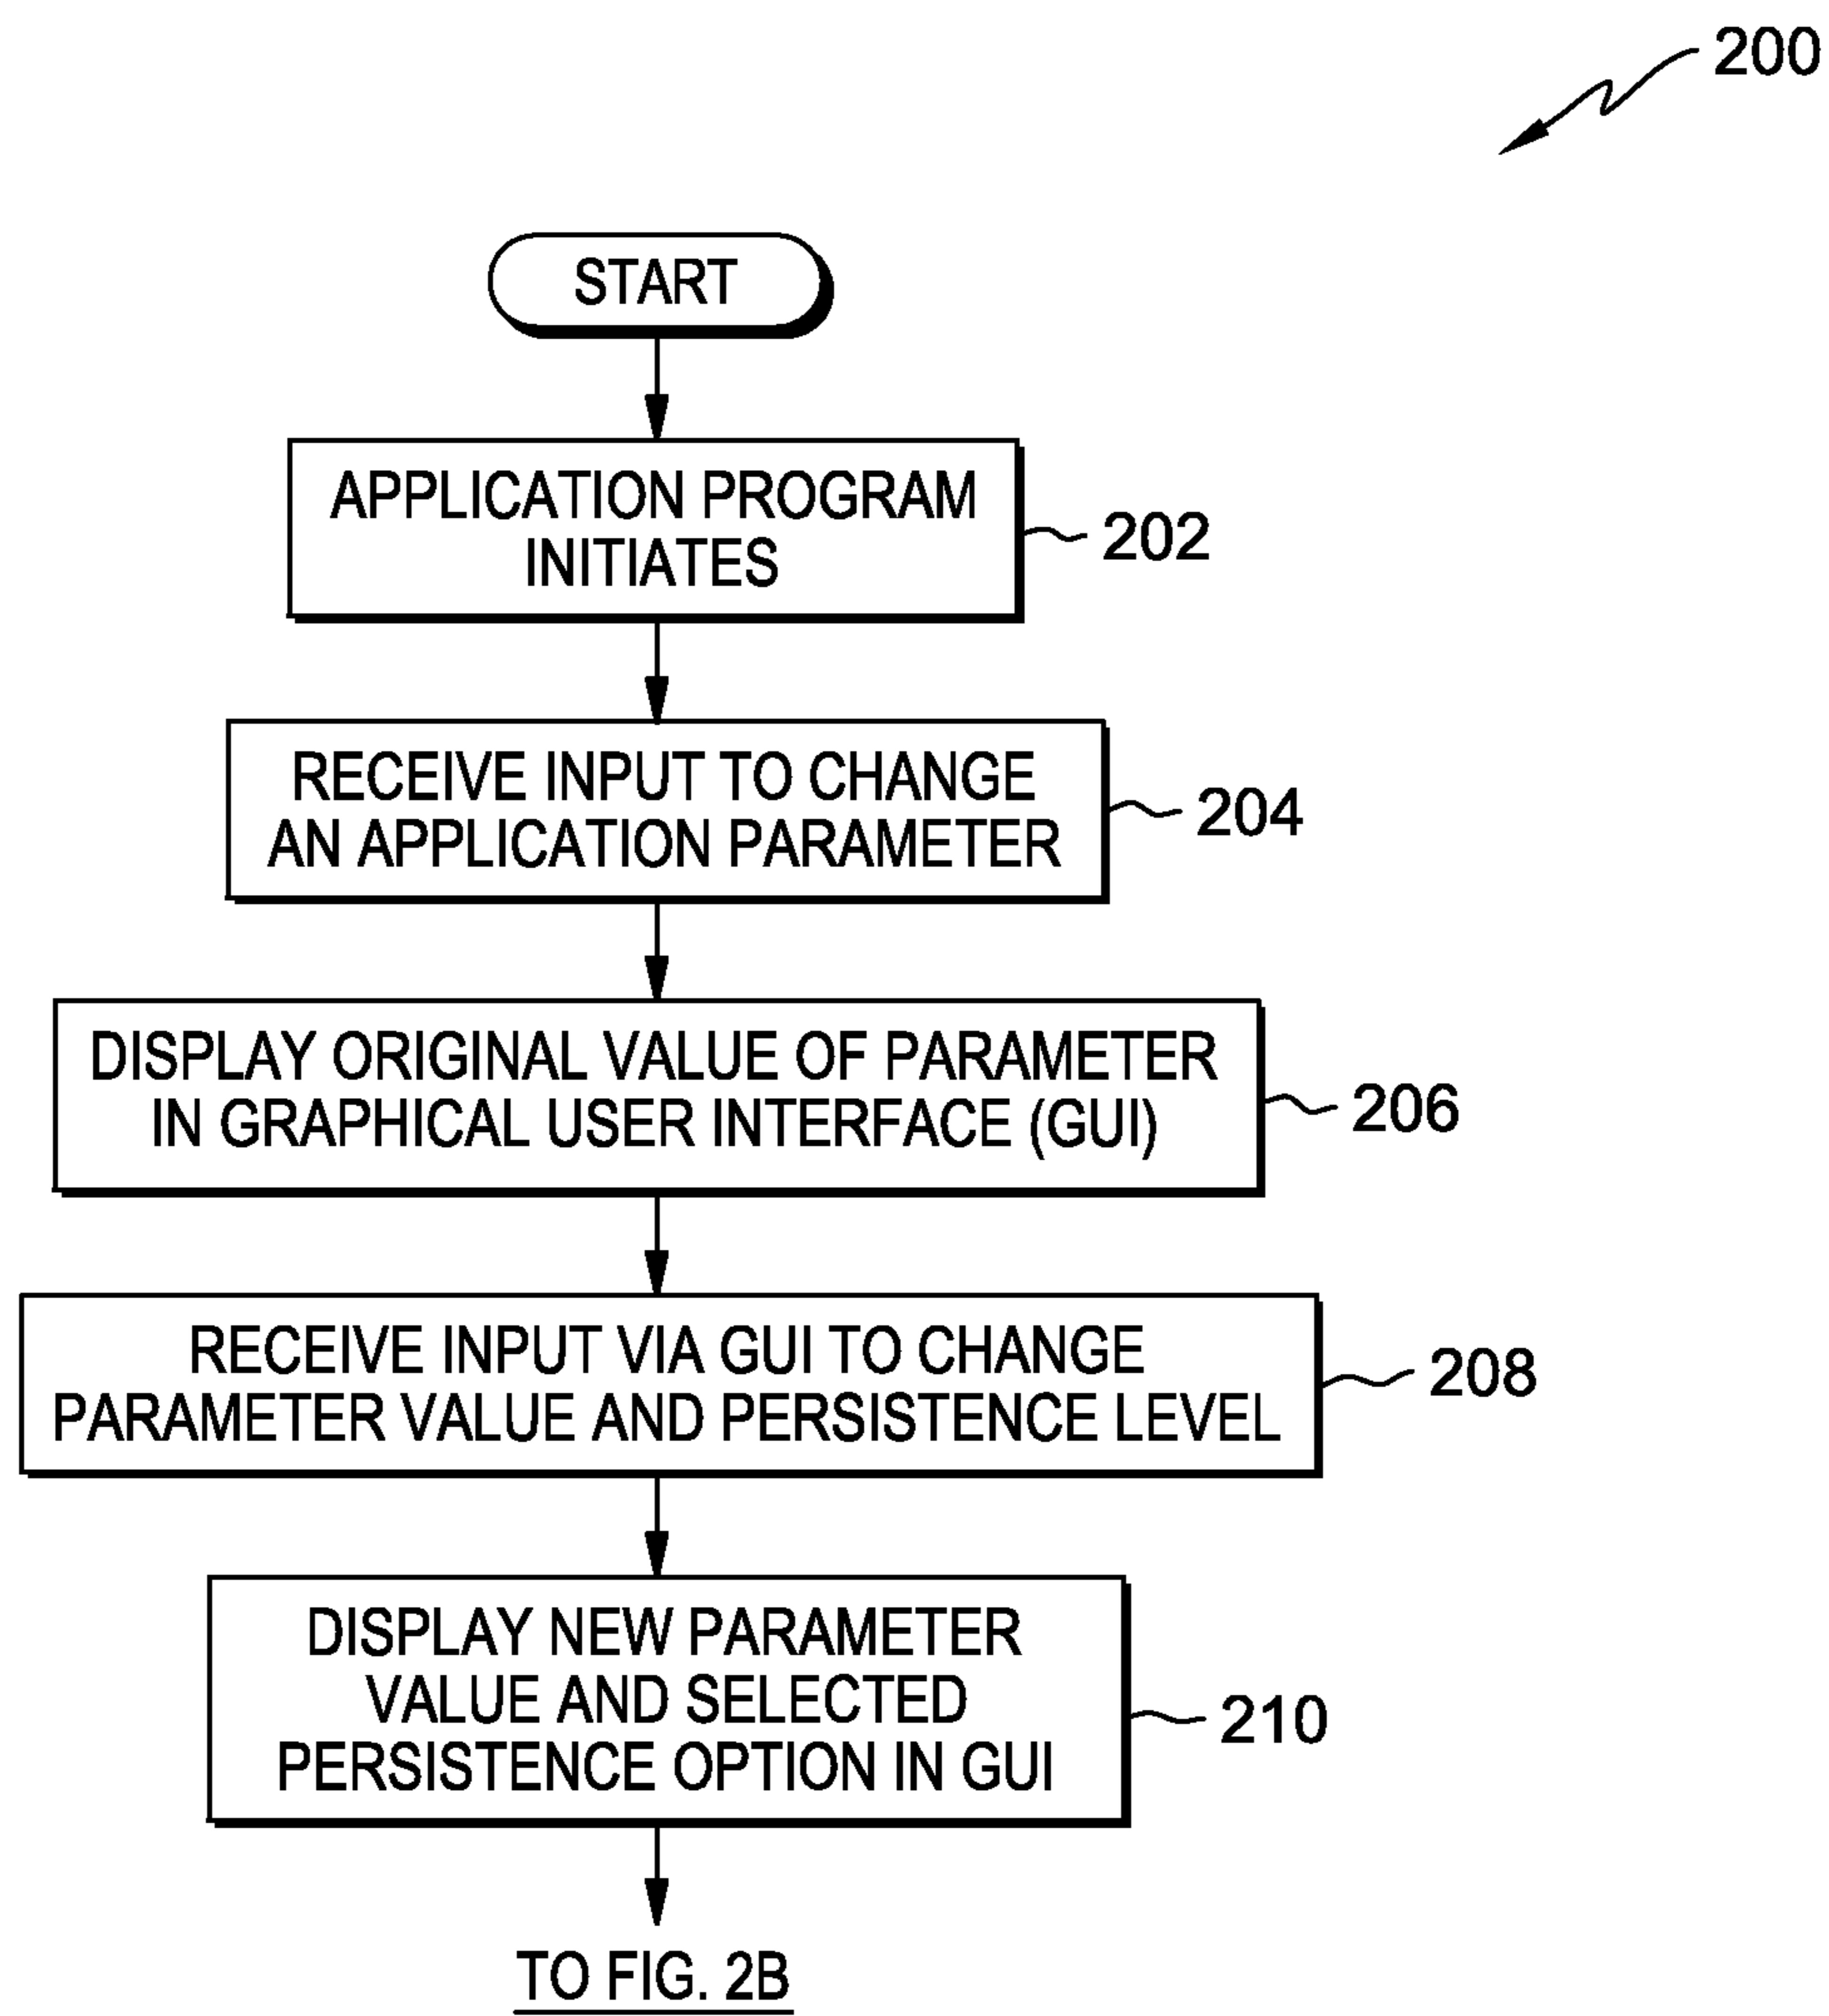 200
START
APPLICATION PROGRAM
INITIATES
202
RECEIVE INPUT TO CHANGE
AN APPLICATION PARAMETER
204
DISPLAY ORIGINAL VALUE OF PARAMETER
IN GRAPHICAL USER INTERFACE (GUI)
206
RECEIVE INPUT VIA GUI TO CHANGE
PARAMETER VALUE AND PERSISTENCE LEVEL
208
DISPLAY NEW PARAMETER
VALUE AND SELECTED
PERSISTENCE OPTION IN GUI
210
TO FIG. 2B